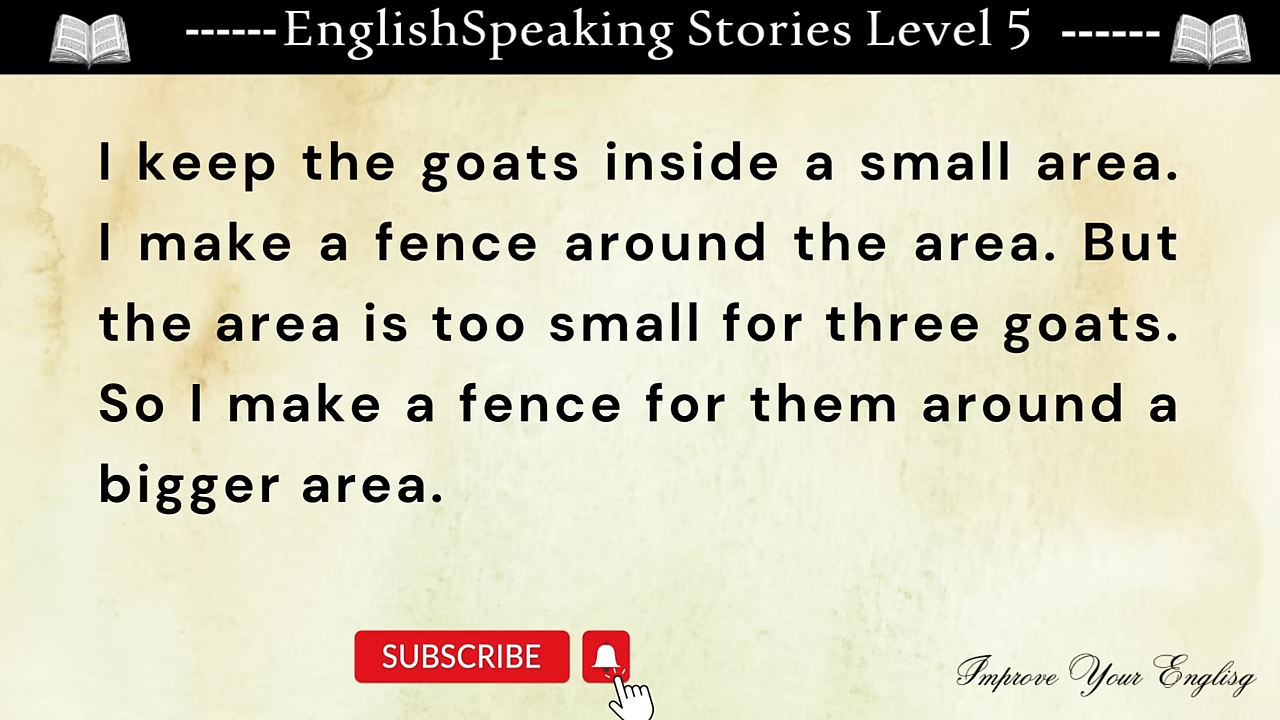 ------EnglishSpeaking Stories Level 5 ------
I keep the goats inside a small area.
I make a fence around the area. But
the area is too small for three goats.
So I make a fence for them around a
bigger area.
SUBSCRIBE
Improve Your Englisg